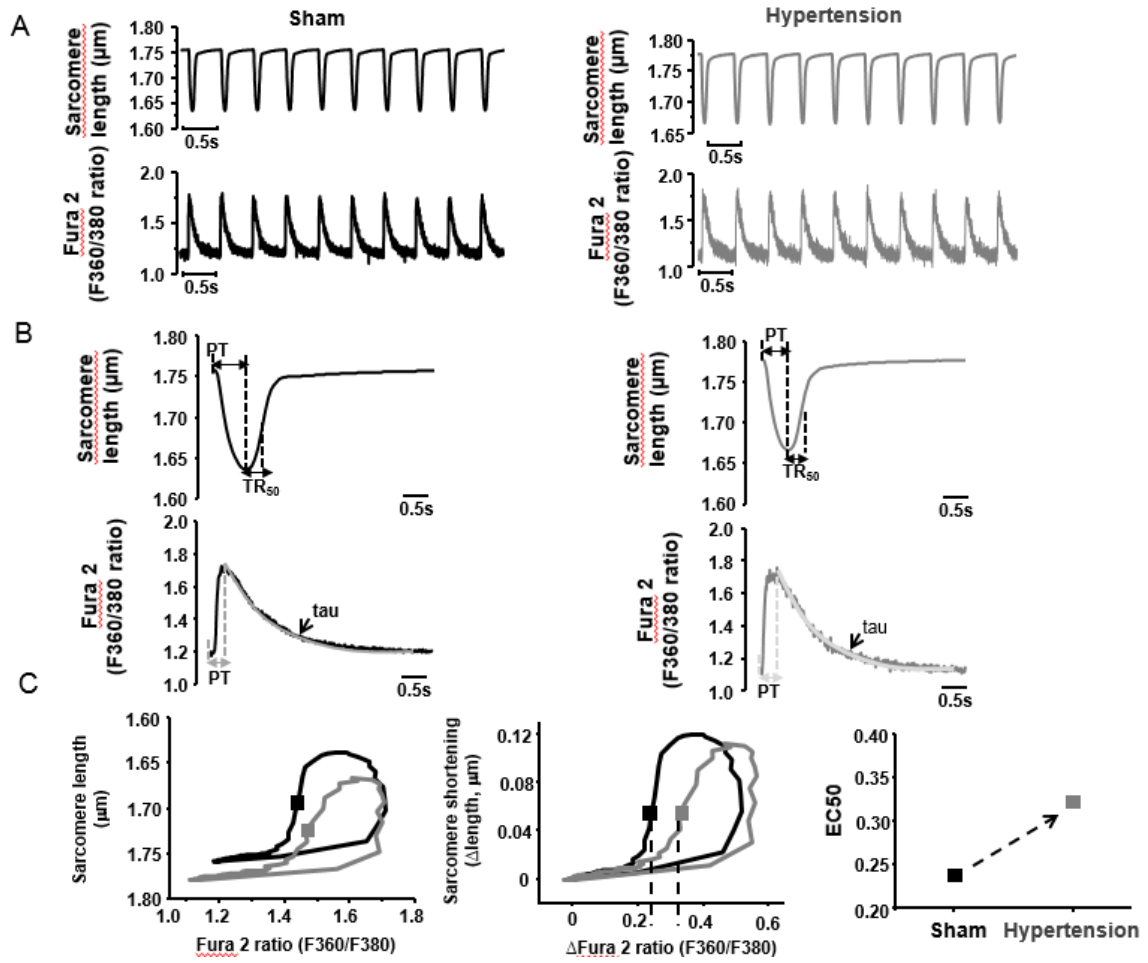 A
Sham
Hypertension
Sarcomere
length (µm)
1.80
1.75
1.70
1.65
1.60
0.5s
Sarcomere
length (µm)
1.80
1.75
1.70
1.65
0.5s
Fura 2
(F360/380 ratio)
2.0
1.5
1.0
0.5s
Fura 2
(F360/380 ratio)
2.0
1.5
1.0
0.5s
B
Sarcomere
length (µm)
1.80
1.75
1.70
1.65
1.60
PT
TR50
0.5s
Sarcomere
length (µm)
1.80
1.75
1.70
1.65
1.60
PT
TR50
0.5s
Fura 2
(F360/380 ratio)
2.0
1.8
1.6
1.4
1.2
1.0
tau
PT
0.5s
Fura 2
(F360/380 ratio)
2.0
1.8
1.6
1.4
1.2
1.0
tau
PT
0.5s
C
Sarcomere length
(µm)
1.60
1.65
1.70
1.75
1.80
1.0 1.2 1.4 1.6 1.8
Fura 2 ratio (F360/F380)
Sarcomere shortening
(Δlength, µm)
0.12
0.08
0.04
0
0 0.2 0.4 0.6
ΔFura 2 ratio (F360/F380)
EC50
0.40
0.35
0.30
0.25
0.20
Sham Hypertension